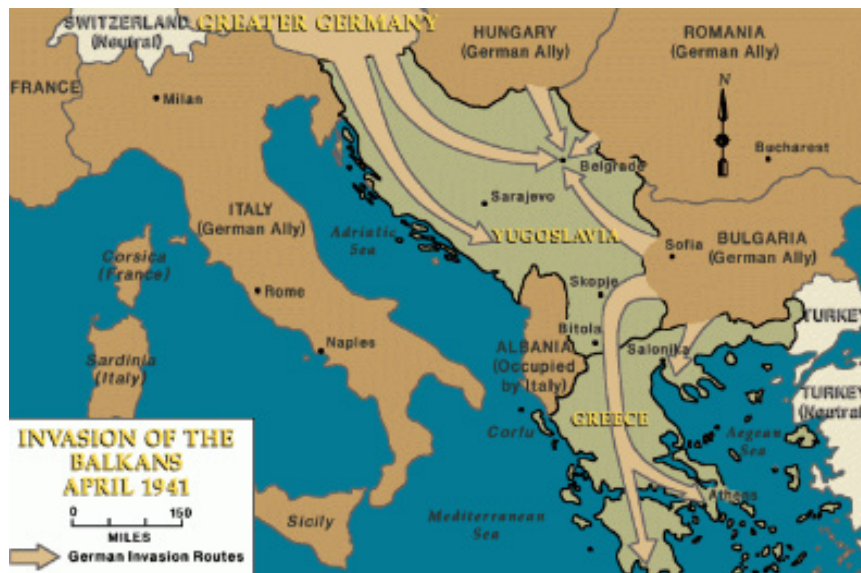 SWITZERLAND
(Neutral)
GREATER GERMANY
HUNGARY
(German Ally)
ROMANIA
(German Ally)
FRANCE
Milan
N
Bucharest
Belgrade
Sarajevo
ITALY
(German Ally)
Adriatic
Sea
YUGOSLAVIA
Sofia
BULGARIA
(German Ally)
Corsica
(France)
Rome
Skopje
Naples
Bitola
Salonika
TURKEY
Sardinia
(Italy)
ALBANIA
(Occupied
by Italy)
TURKEY
(Neutral)
GREECE
Corfu
Aegean
Sea
INVASION OF THE
BALKANS
APRIL 1941
0 150
MILES
German Invasion Routes
Sicily
Mediterranean
Sea
Athens